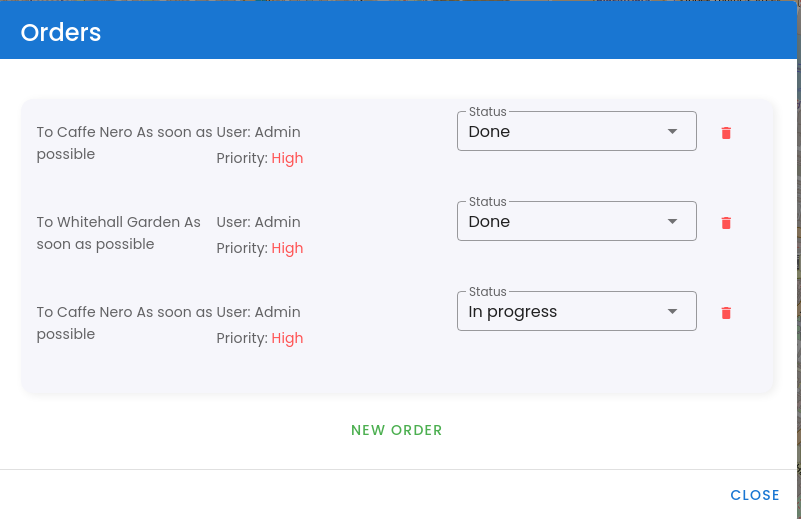 Orders
To Caffe Nero As soon as
possible
User: Admin
Priority: High
Status
Done
To Whitehall Garden As
soon as possible
User: Admin
Priority: High
Status
Done
To Caffe Nero As soon as
possible
User: Admin
Priority: High
Status
In progress
NEW ORDER
CLOSE